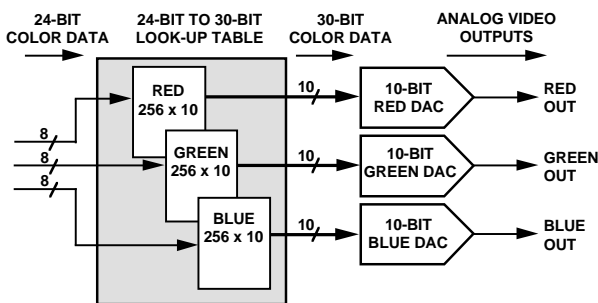 24-BIT
COLOR DATA
24-BIT TO 30-BIT
LOOK-UP TABLE
30-BIT
COLOR DATA
ANALOG VIDEO
OUTPUTS
RED
256 x 10
10
10-BIT
RED DAC
RED
OUT
8
8
8
GREEN
256 x 10
10
10-BIT
GREEN DAC
GREEN
OUT
BLUE
256 x 10
10
10-BIT
BLUE DAC
BLUE
OUT